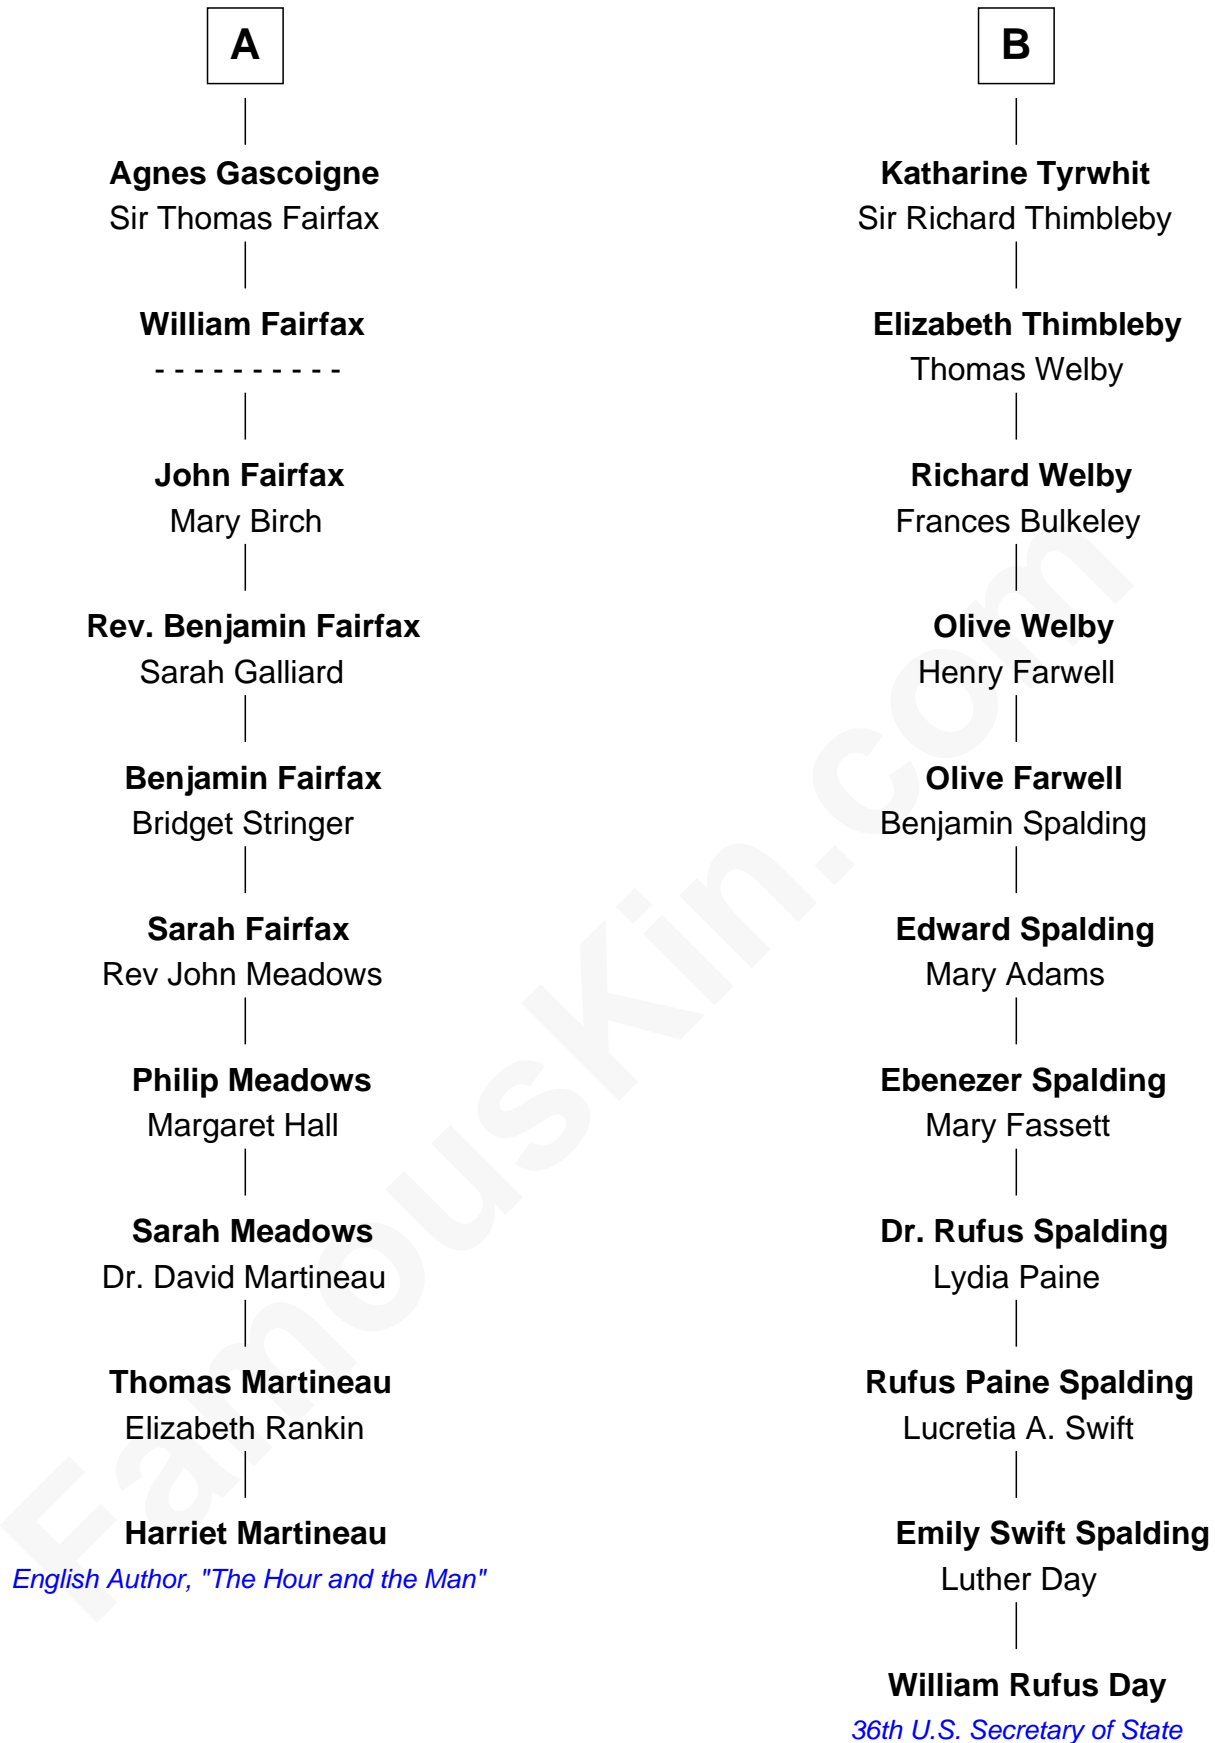 A
Agnes Gascoigne
Sir Thomas Fairfax
William Fairfax
- - - - - - - - - -
John Fairfax
Mary Birch
Rev. Benjamin Fairfax
Sarah Galliard
Benjamin Fairfax
Bridget Stringer
Sarah Fairfax
Rev John Meadows
Philip Meadows
Margaret Hall
Sarah Meadows
Dr. David Martineau
Thomas Martineau
Elizabeth Rankin
Harriet Martineau
English Author, "The Hour and the Man"
B
Katharine Tyrwhit
Sir Richard Thimbleby
Elizabeth Thimbleby
Thomas Welby
Richard Welby
Frances Bulkeley
Olive Welby
Henry Farwell
Olive Farwell
Benjamin Spalding
Edward Spalding
Mary Adams
Ebenezer Spalding
Mary Fassett
Dr. Rufus Spalding
Lydia Paine
Rufus Paine Spalding
Lucretia A. Swift
Emily Swift Spalding
Luther Day
William Rufus Day
36th U.S. Secretary of State
FamousKin.com